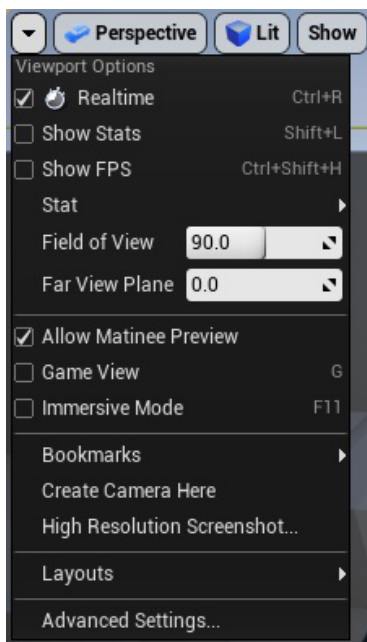 Perspective Lit Show
Viewport Options
Realtime Ctrl+R
Show Stats Shift+L
Show FPS Ctrl+Shift+H
Stat
Field of View 90.0
Far View Plane 0.0
Allow Matinee Preview
Game View G
Immersive Mode F11
Bookmarks
Create Camera Here
High Resolution Screenshot...
Layouts
Advanced Settings...